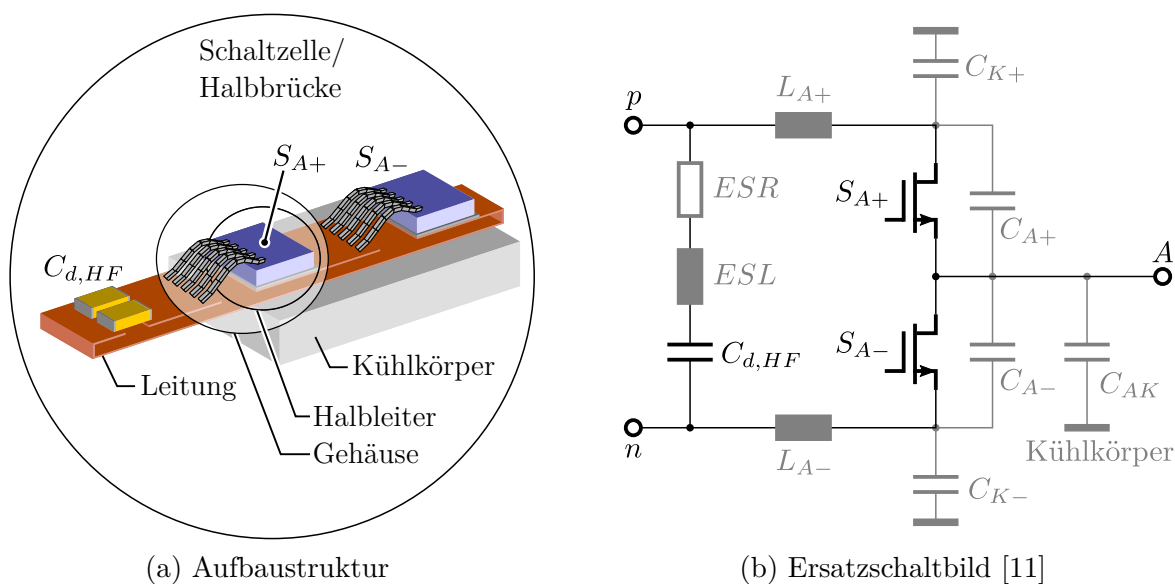 Schaltzelle/
Halbbrücke
S_{A+}
S_{A−}
C_{d,HF}
Kühlkörper
Leitung
Halbleiter
Gehäuse
(a) Aufbaustruktur
C_{K+}
L_{A+}
p
ESR
S_{A+}
C_{A+}
A
ESL
S_{A−}
C_{d,HF}
C_{A−}
C_{AK}
n
L_{A−}
Kühlkörper
C_{K−}
(b) Ersatzschaltbild [11]